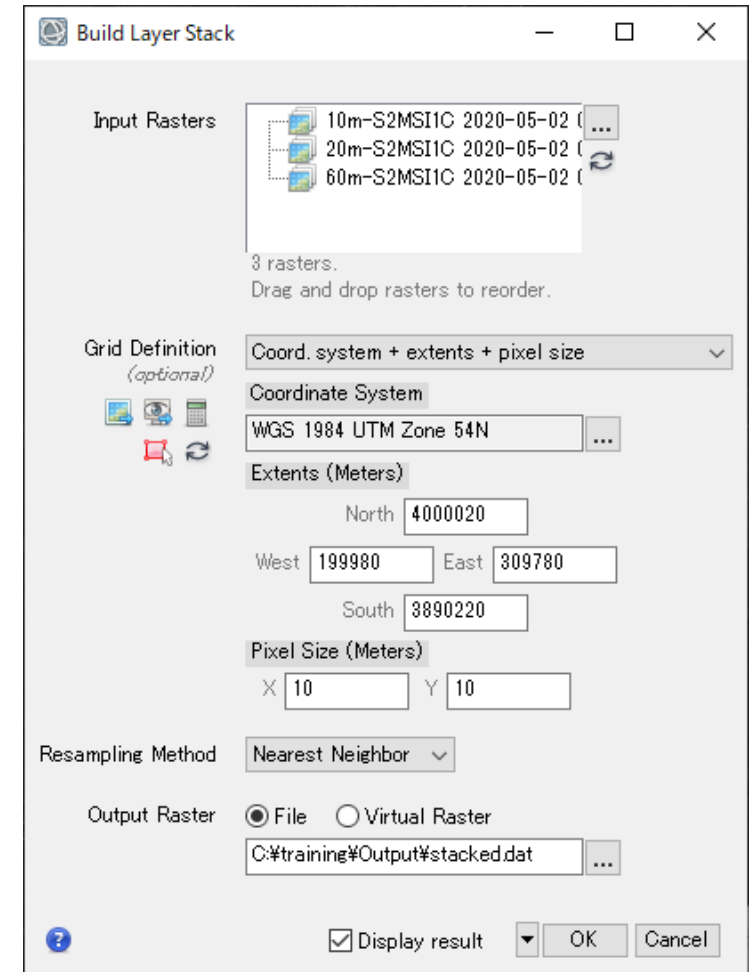 Build Layer Stack
Input Rasters
10m-S2MSI1C 2020-05-02
20m-S2MSI1C 2020-05-02
60m-S2MSI1C 2020-05-02
...
3 rasters.
Drag and drop rasters to reorder.
Grid Definition
(optional)
Coord. system + extents + pixel size
Coordinate System
WGS 1984 UTM Zone 54N
...
Extents (Meters)
North 4000020
West 199980 East 309780
South 3890220
Pixel Size (Meters)
X 10 Y 10
Resampling Method Nearest Neighbor
Output Raster File Virtual Raster
C:¥training¥Output¥stacked.dat
...
Display result OK Cancel